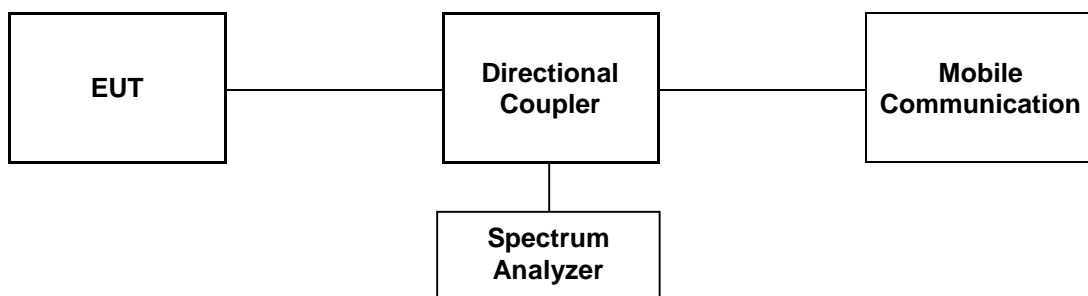 EUT
Directional
Coupler
Mobile
Communication
Spectrum
Analyzer